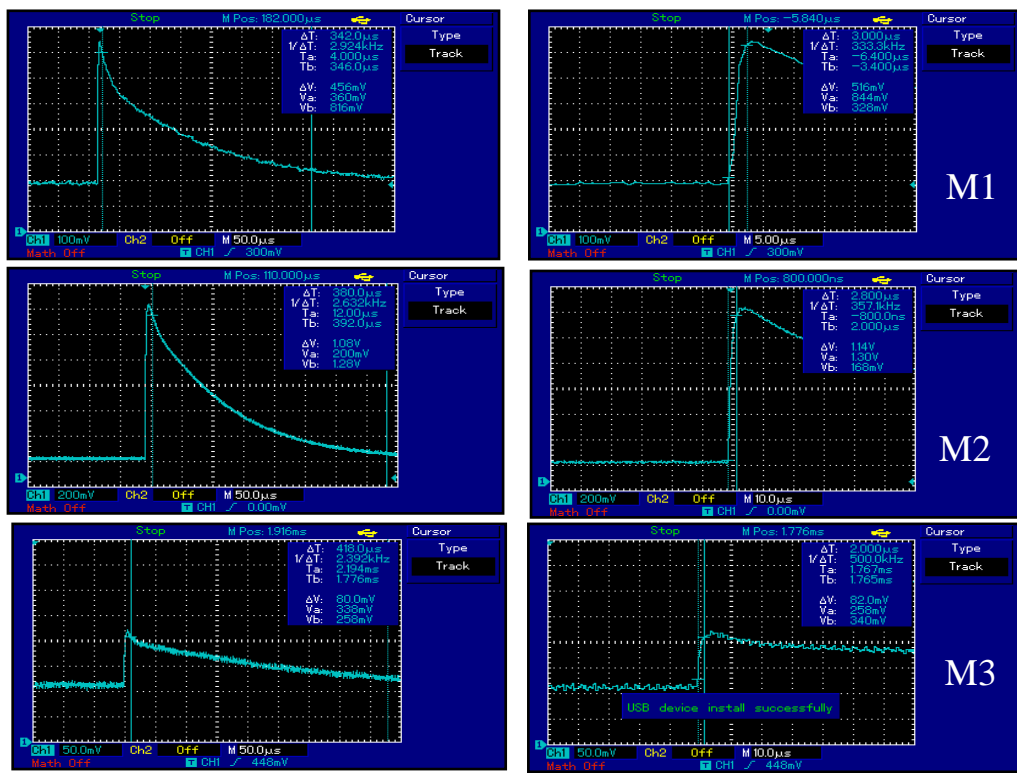 Stop M Pos: 182.000µs Cursor
Type
Track
ΔT: 342.0µs
1/ΔT: 2.924kHz
Ta: 4.000µs
Tb: 346.0µs
ΔV: 456mV
Va: 360mV
Vb: 816mV
1
Ch1 100mV Ch2 Off M 50.0µs
Math Off T CH1 300mV
Stop M Pos: -5.840µs Cursor
Type
Track
ΔT: 3.000µs
1/ΔT: 333.3kHz
Ta: -6.400µs
Tb: -3.400µs
ΔV: 516mV
Va: 844mV
Vb: 328mV
M1
1
Ch1 100mV Ch2 Off M 5.00µs
Math Off T CH1 300mV
Stop M Pos: 110.000µs Cursor
Type
Track
ΔT: 380.0µs
1/ΔT: 2.632kHz
Ta: 12.00µs
Tb: 392.0µs
ΔV: 1.08V
Va: 200mV
Vb: 1.28V
1
Ch1 200mV Ch2 Off M 50.0µs
Math Off T CH1 0.00mV
Stop M Pos: 800.000ns Cursor
Type
Track
ΔT: 2.800µs
1/ΔT: 357.1kHz
Ta: -800.0ns
Tb: 2.000µs
ΔV: 1.14V
Va: 1.30V
Vb: 168mV
M2
1
Ch1 200mV Ch2 Off M 10.0µs
Math Off T CH1 0.00mV
Stop M Pos: 1.916ms Cursor
Type
Track
ΔT: 418.0µs
1/ΔT: 2.392kHz
Ta: 2.194ms
Tb: 1.776ms
ΔV: 80.0mV
Va: 338mV
Vb: 258mV
1
Ch1 50.0mV Ch2 Off M 50.0µs
Math Off T CH1 448mV
Stop M Pos: 1.776ms Cursor
Type
Track
ΔT: 2.000µs
1/ΔT: 500.0kHz
Ta: 1.767ms
Tb: 1.765ms
ΔV: 82.0mV
Va: 258mV
Vb: 340mV
M3
USB device install successfully
1
Ch1 50.0mV Ch2 Off M 10.0µs
Math Off T CH1 448mV